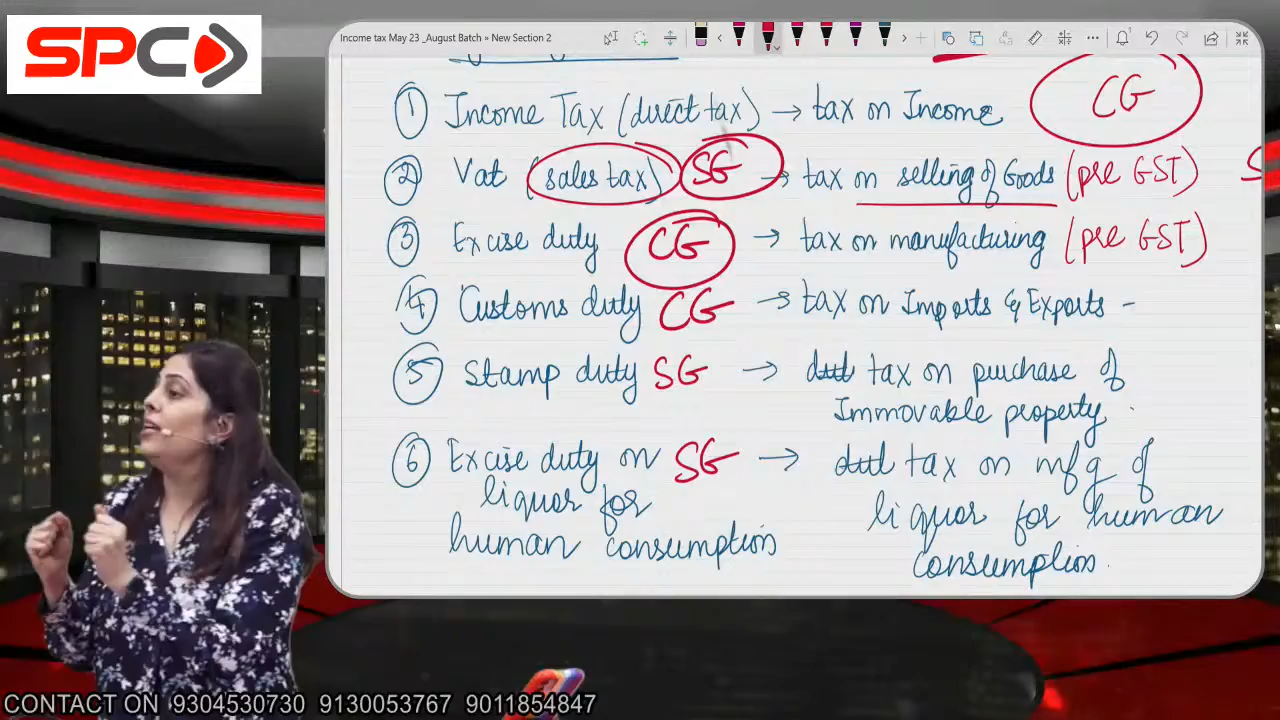 SPC
Income tax May 23 _August Batch » New Section 2
① Income Tax (direct tax) → tax on Income CG
② Vat (sales tax) SG → tax on selling of Goods (pre GST) S
③ Excise duty CG → tax on manufacturing (pre GST)
④ Customs duty CG → tax on Imports & Exports -
⑤ Stamp duty SG → tax on purchase of
Immovable property.
⑥ Excise duty on SG → tax on mfg of
liquor for liquor for human
human consumption consumption.
CONTACT ON 9304530730 9130053767 9011854847